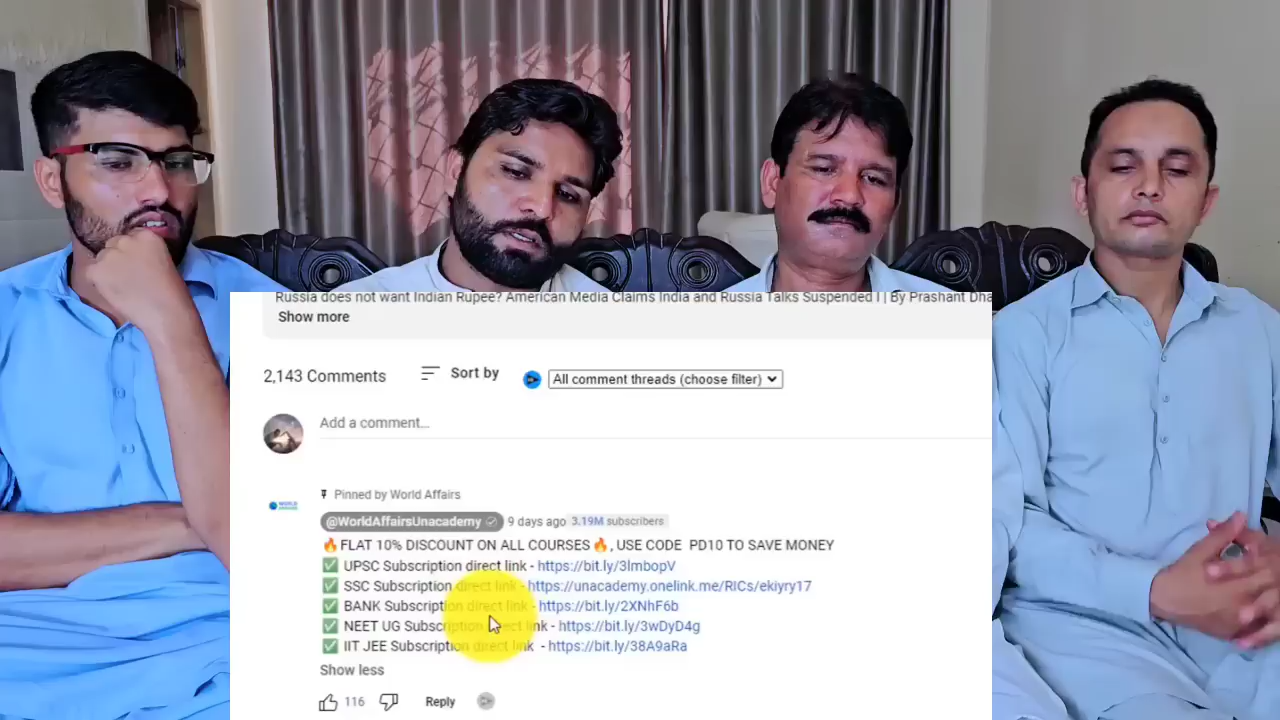 Russia does not want Indian Rupee? American Media Claims India and Russia Talks Suspended I | By Prashant Dha
Show more
2,143 Comments Sort by All comment threads (choose filter)
Add a comment...
Pinned by World Affairs
WORLD
@WorldAffairsUnacademy 9 days ago 3.19M subscribers
🔥FLAT 10% DISCOUNT ON ALL COURSES🔥, USE CODE PD10 TO SAVE MONEY
✅ UPSC Subscription direct link - https://bit.ly/3lmbopV
✅ SSC Subscription direct link - https://unacademy.onelink.me/RICs/ekiyry17
✅ BANK Subscription direct link - https://bit.ly/2XNhF6b
✅ NEET UG Subscription direct link - https://bit.ly/3wDyD4g
✅ IIT JEE Subscription direct link - https://bit.ly/38A9aRa
Show less
116 Reply